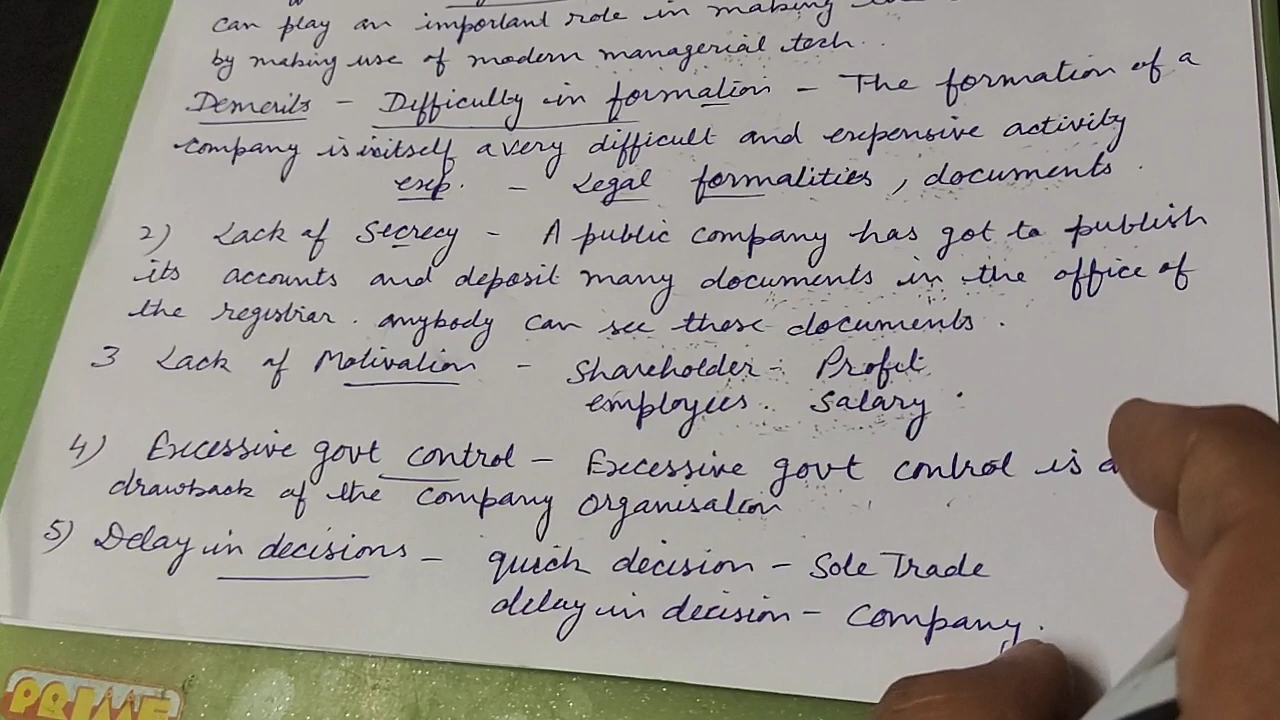 can play an important role in making
by making use of modern managerial tech..
Demerits - Difficulty in formation - The formation of a
company is initself a very difficult and expensive activity
exp. - Legal formalities, documents.
2) Lack of Secrecy - A public company has got to publish
its accounts and deposit many documents in the office of
the registrar. anybody can see these documents.
3 Lack of Motivation - Shareholder - Profit
employees. Salary.
4) Excessive govt control - Excessive govt control is a
drawback of the company organisation
5) Delay in decisions - quick decision - Sole Trade
delay in decision - Company.
PRIME